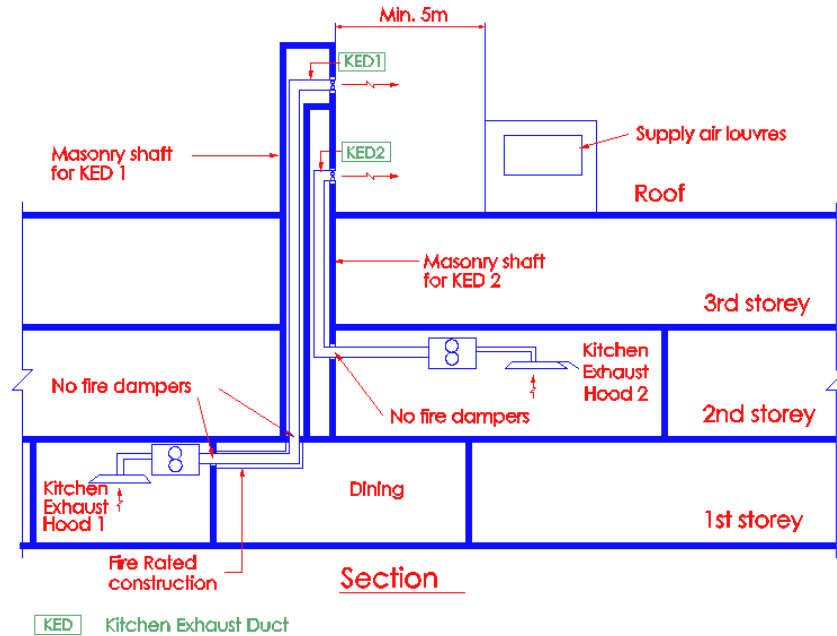 Min. 5m
KED1
Supply air louvres
Masonry shaft
for KED 1
KED2
Roof
Masonry shaft
for KED 2
3rd storey
Kitchen
Exhaust
Hood 2
No fire dampers
No fire dampers
2nd storey
Kitchen
Exhaust
Hood 1
Dining
1st storey
Fire Rated
construction
Section
KED Kitchen Exhaust Duct